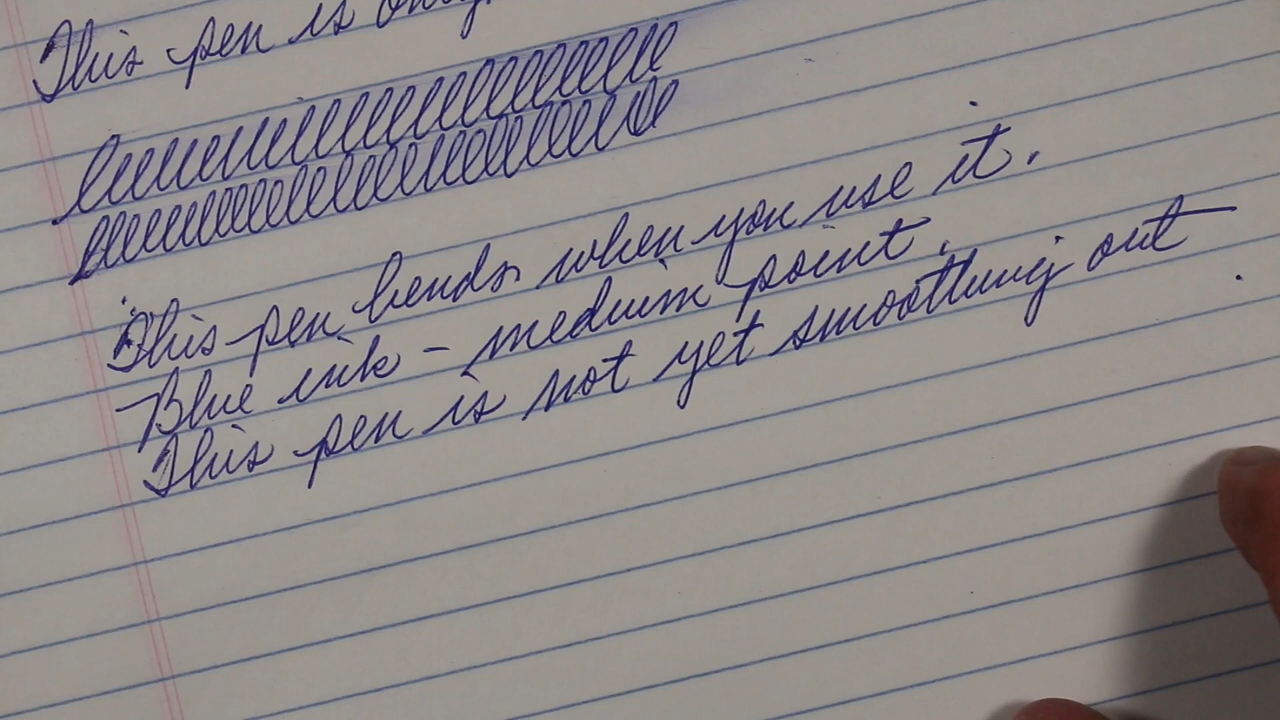 This pen is
This pen bends when you use it.
Blue ink - medium point.
This pen is not yet smoothing out